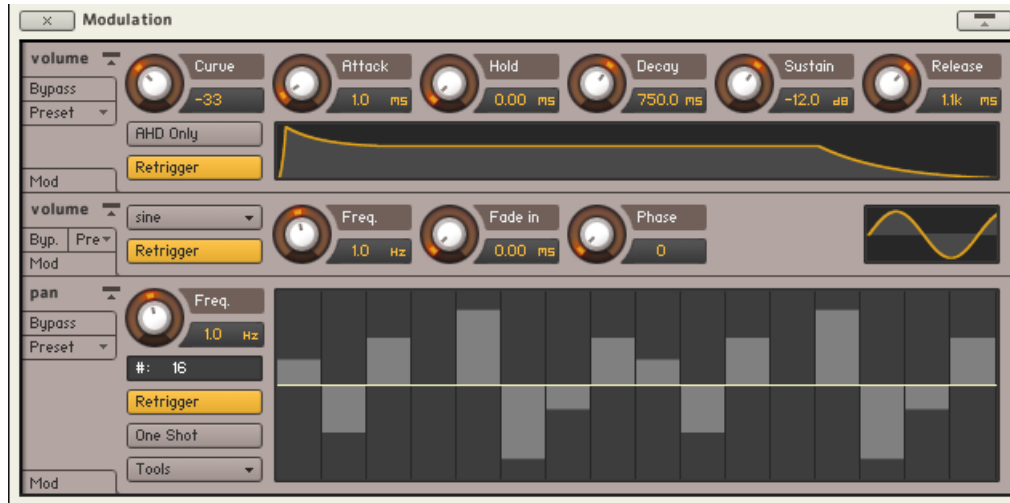 × Modulation
volume Curve Attack Hold Decay Sustain Release
Bypass -33 1.0 ms 0.00 ms 750.0 ms -12.0 dB 1.1k ms
Preset
AHD Only
Retrigger
Mod
volume sine Freq. Fade in Phase
Byp. Pre Retrigger 1.0 Hz 0.00 ms 0
Mod
pan Freq.
Bypass 1.0 Hz
Preset
#: 16
Retrigger
One Shot
Tools
Mod